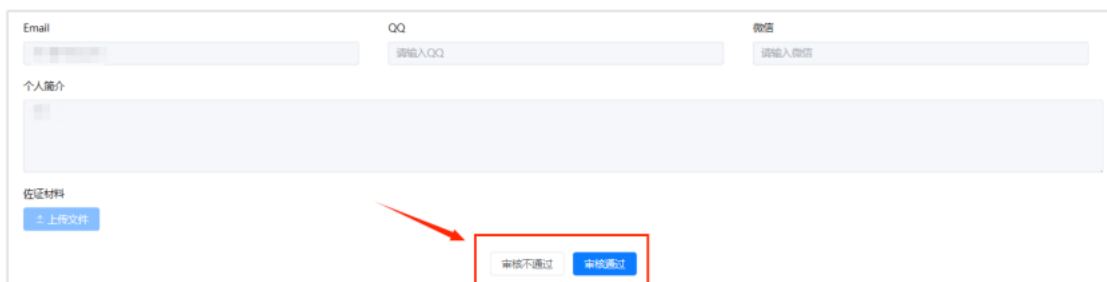 Email QQ 微信
请输入QQ 请输入微信
个人简介
佐证材料
上传文件
审核不通过 审核通过